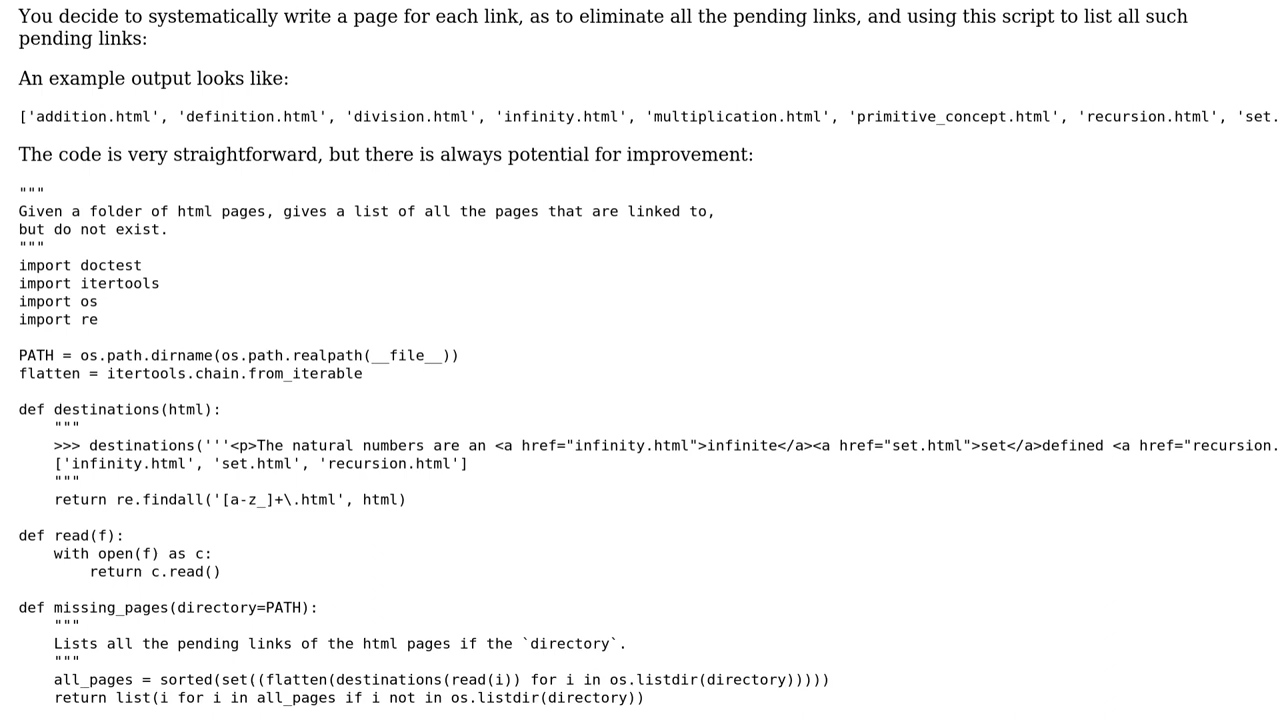 You decide to systematically write a page for each link, as to eliminate all the pending links, and using this script to list all such
pending links:
An example output looks like:
['addition.html', 'definition.html', 'division.html', 'infinity.html', 'multiplication.html', 'primitive_concept.html', 'recursion.html', 'set.
The code is very straightforward, but there is always potential for improvement:
"""
Given a folder of html pages, gives a list of all the pages that are linked to,
but do not exist.
"""
import doctest
import itertools
import os
import re
PATH = os.path.dirname(os.path.realpath(__file__))
flatten = itertools.chain.from_iterable
def destinations(html):
    """
    >>> destinations('''<p>The natural numbers are an <a href="infinity.html">infinite</a><a href="set.html">set</a>defined <a href="recursion.
    ['infinity.html', 'set.html', 'recursion.html']
    """
    return re.findall('[a-z_]+\.html', html)
def read(f):
    with open(f) as c:
        return c.read()
def missing_pages(directory=PATH):
    """
    Lists all the pending links of the html pages if the `directory`.
    """
    all_pages = sorted(set((flatten(destinations(read(i)) for i in os.listdir(directory)))))
    return list(i for i in all_pages if i not in os.listdir(directory))